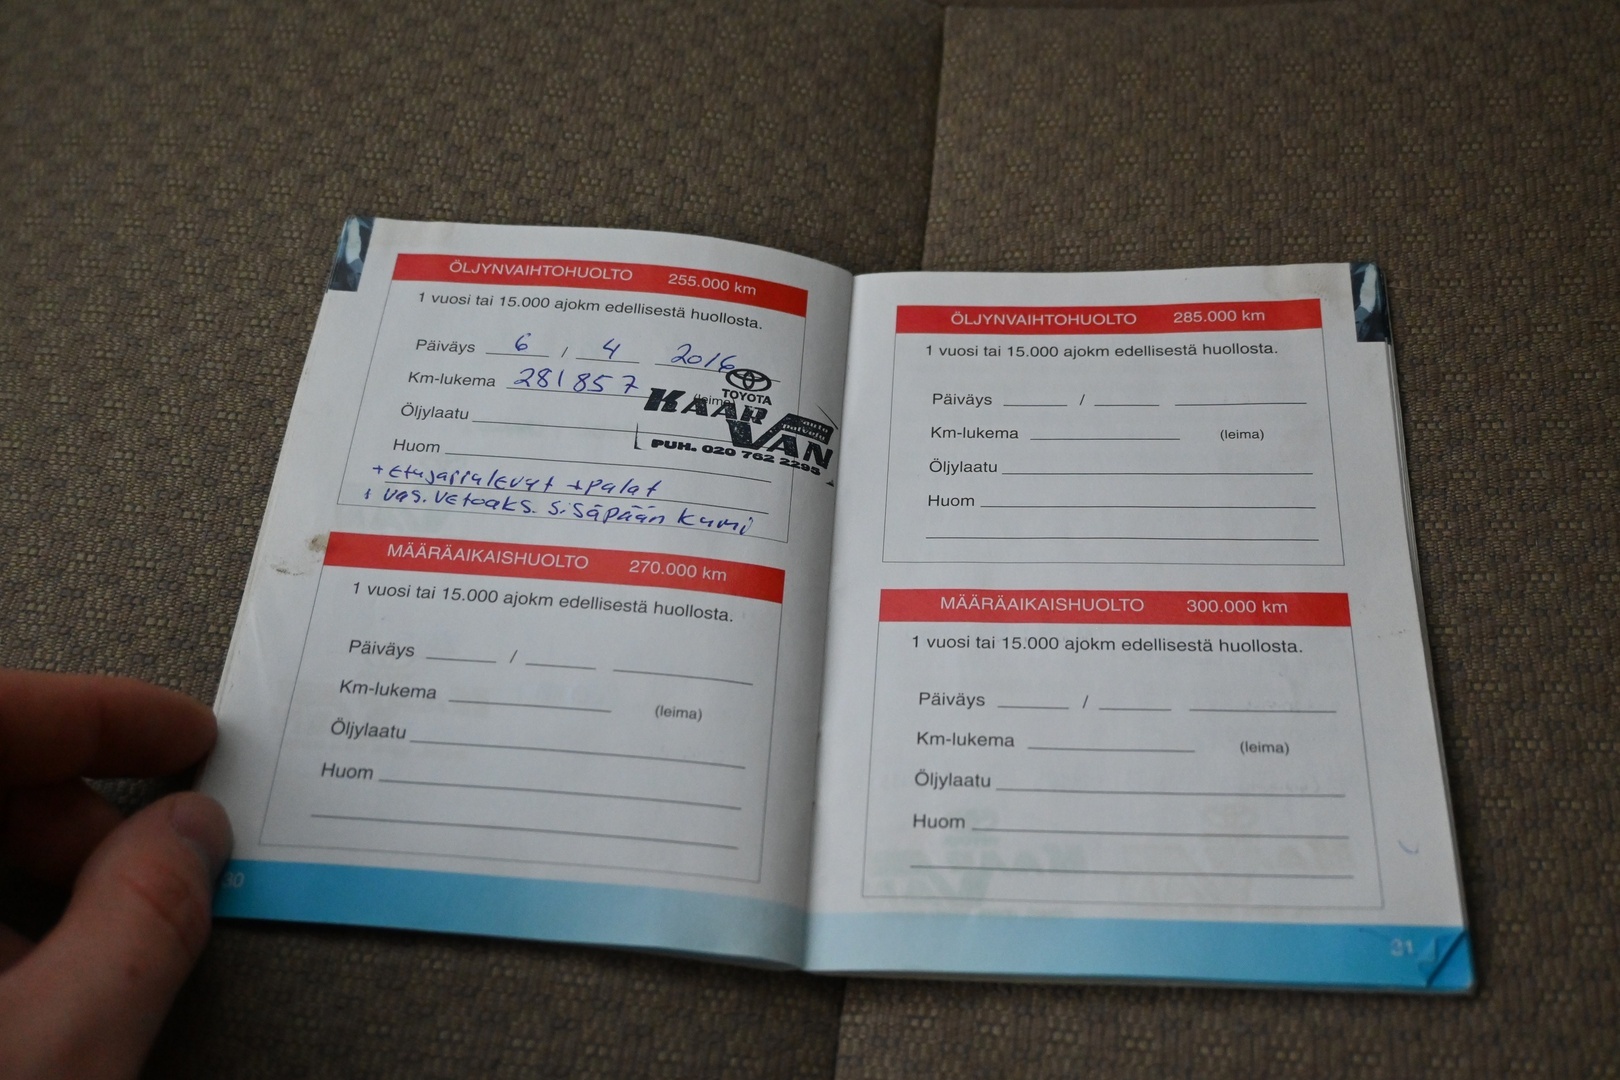 ÖLJYNVAIHTOHUOLTO 255.000 km
1 vuosi tai 15.000 ajokm edellisestä huollosta.
Päiväys 6 / 4 2016
Km-lukema 281857 (leima)
TOYOTA
KAAR
VAN
auto
palvelu
PUH. 020 762 2295
Öljylaatu
Huom
+ Etujarrulevyt + palat
+ vas. vetoaks. sisäpään kumi
MÄÄRÄAIKAISHUOLTO 270.000 km
1 vuosi tai 15.000 ajokm edellisestä huollosta.
Päiväys /
Km-lukema (leima)
Öljylaatu
Huom
30
ÖLJYNVAIHTOHUOLTO 285.000 km
1 vuosi tai 15.000 ajokm edellisestä huollosta.
Päiväys /
Km-lukema (leima)
Öljylaatu
Huom
MÄÄRÄAIKAISHUOLTO 300.000 km
1 vuosi tai 15.000 ajokm edellisestä huollosta.
Päiväys /
Km-lukema (leima)
Öljylaatu
Huom
31